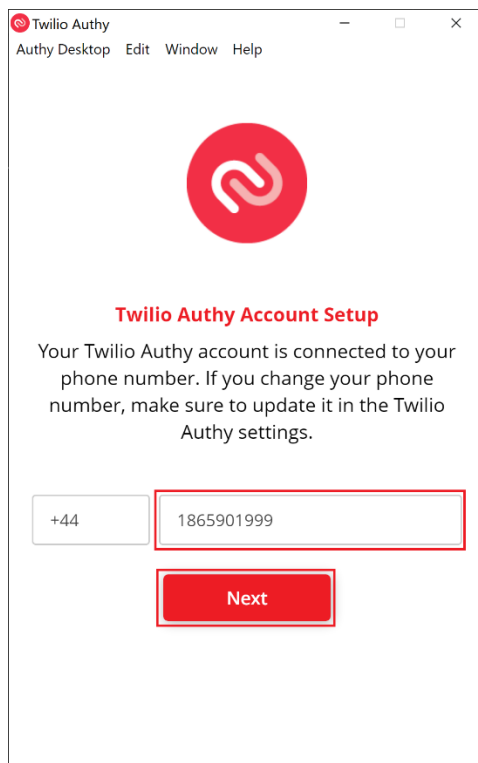 Twilio Authy
Authy Desktop Edit Window Help
Twilio Authy Account Setup
Your Twilio Authy account is connected to your
phone number. If you change your phone
number, make sure to update it in the Twilio
Authy settings.
+44 1865901999
Next